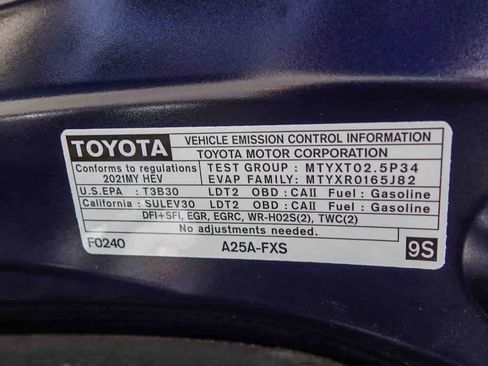 TOYOTA
VEHICLE EMISSION CONTROL INFORMATION
TOYOTA MOTOR CORPORATION
Conforms to regulations
2021MY HEV
TEST GROUP : MTYXT02.5P34
EVAP FAMILY: MTYXR0165J82
U.S.EPA : T3B30 LDT2 OBD : CAII Fuel : Gasoline
California : SULEV30 LDT2 OBD : CAII Fuel : Gasoline
DFI+SFI, EGR, EGRC, WR-HO2S(2), TWC(2)
No adjustments needed.
F0240 A25A-FXS 9S